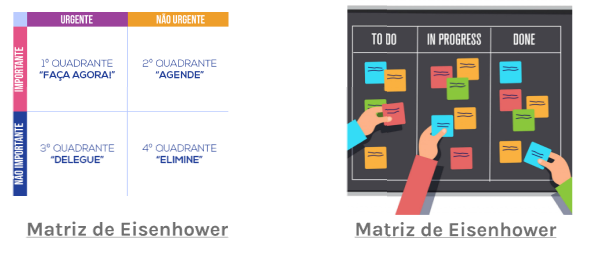 URGENTE
NÃO URGENTE
IMPORTANTE
1º QUADRANTE
"FAÇA AGORA!"
2º QUADRANTE
"AGENDE"
NÃO IMPORTANTE
3º QUADRANTE
"DELEGUE"
4º QUADRANTE
"ELIMINE"
Matriz de Eisenhower
TO DO
IN PROGRESS
DONE
Matriz de Eisenhower